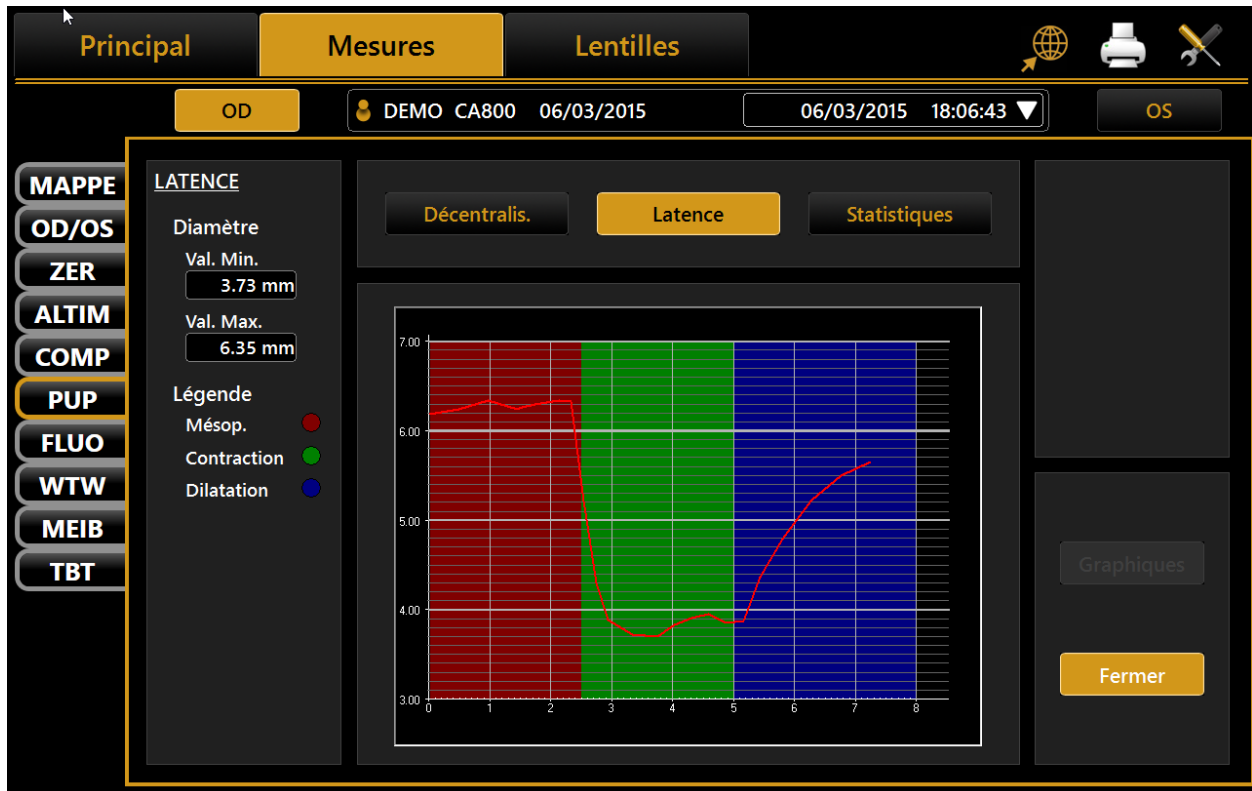 Principal Mesures Lentilles
OD DEMO CA800 06/03/2015 06/03/2015 18:06:43 OS
MAPPE
OD/OS
ZER
ALTIM
COMP
PUP
FLUO
WTW
MEIB
TBT
LATENCE
Diamètre
Val. Min.
3.73 mm
Val. Max.
6.35 mm
Légende
Mésop.
Contraction
Dilatation
Décentralis. Latence Statistiques
7.00
6.00
5.00
4.00
3.00
0 1 2 3 4 5 6 7 8
Graphiques
Fermer